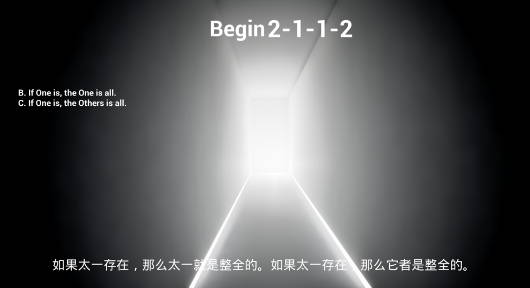 Begin 2-1-1-2
B. If One is, the One is all.
C. If One is, the Others is all.
如果太一存在，那么太一就是整全的。如果太一存在，那么它者是整全的。